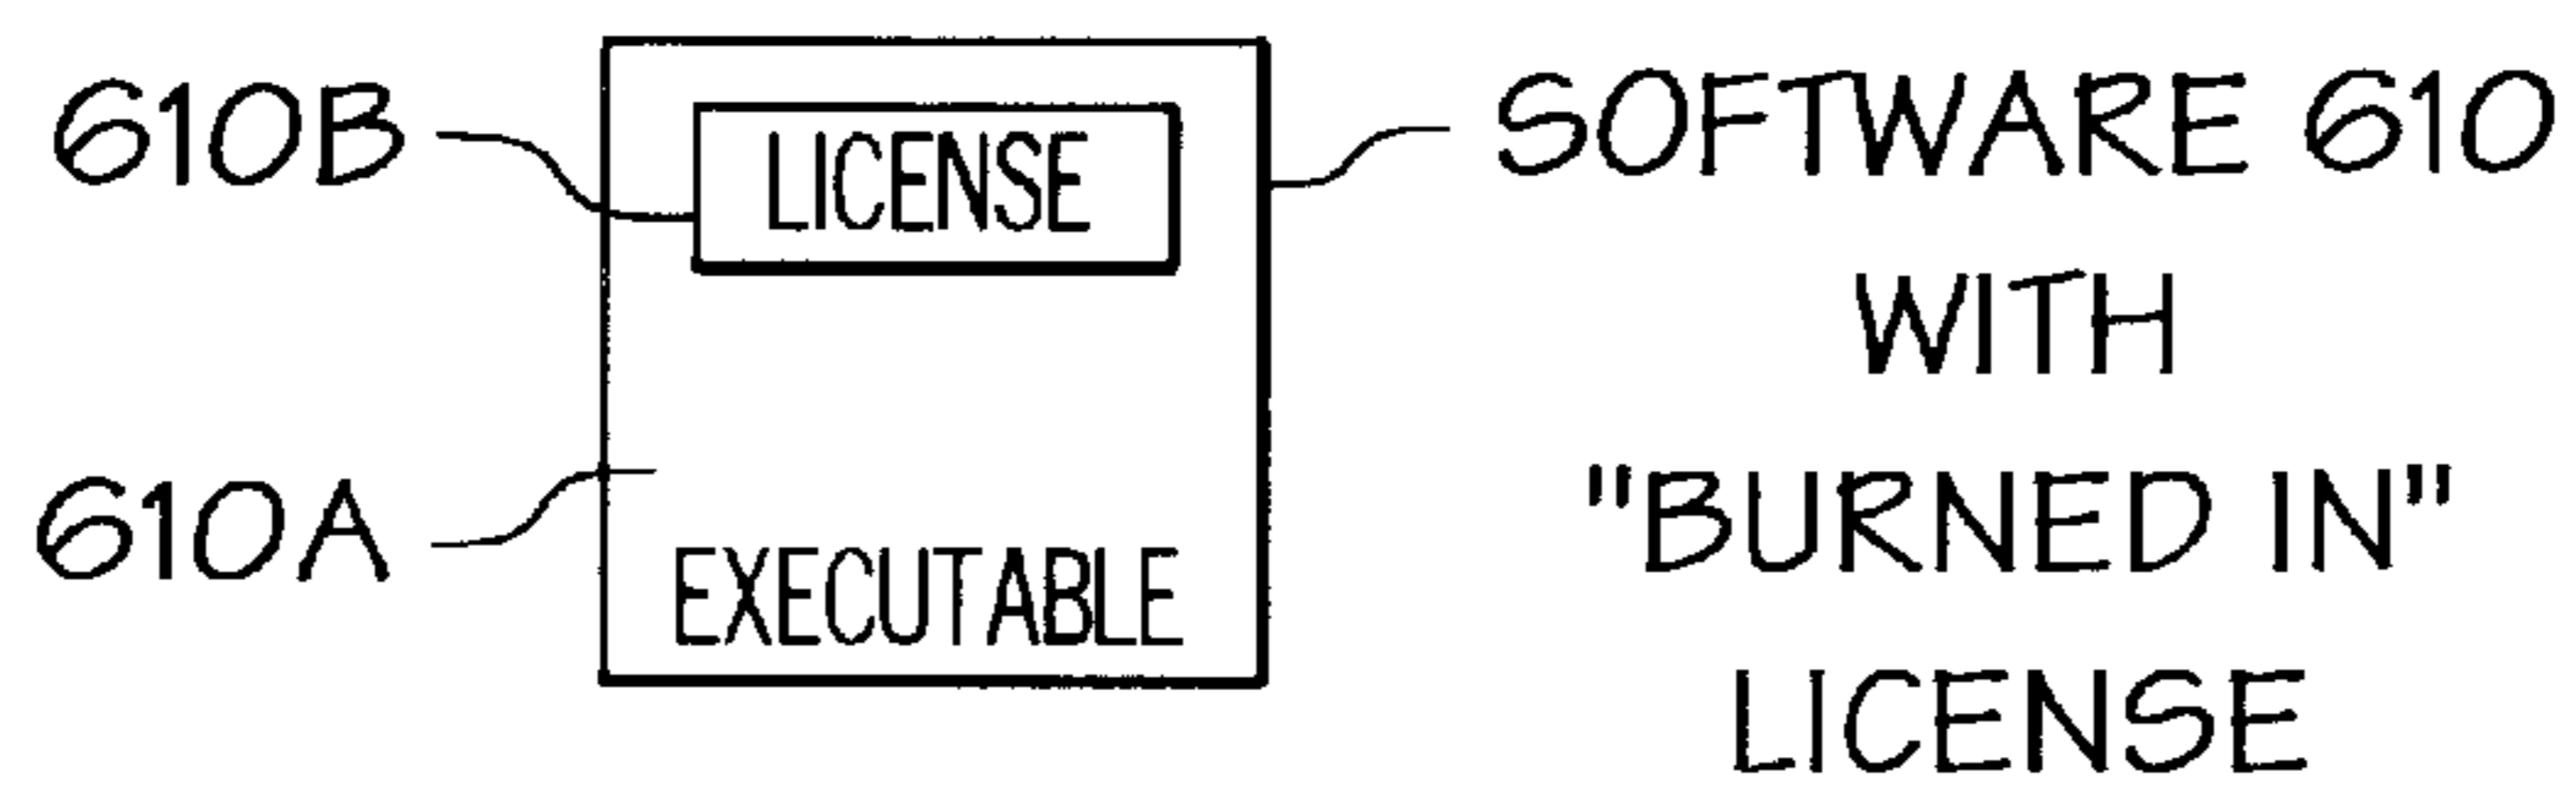 610B
LICENSE
610A
EXECUTABLE
SOFTWARE 610
WITH
"BURNED IN"
LICENSE